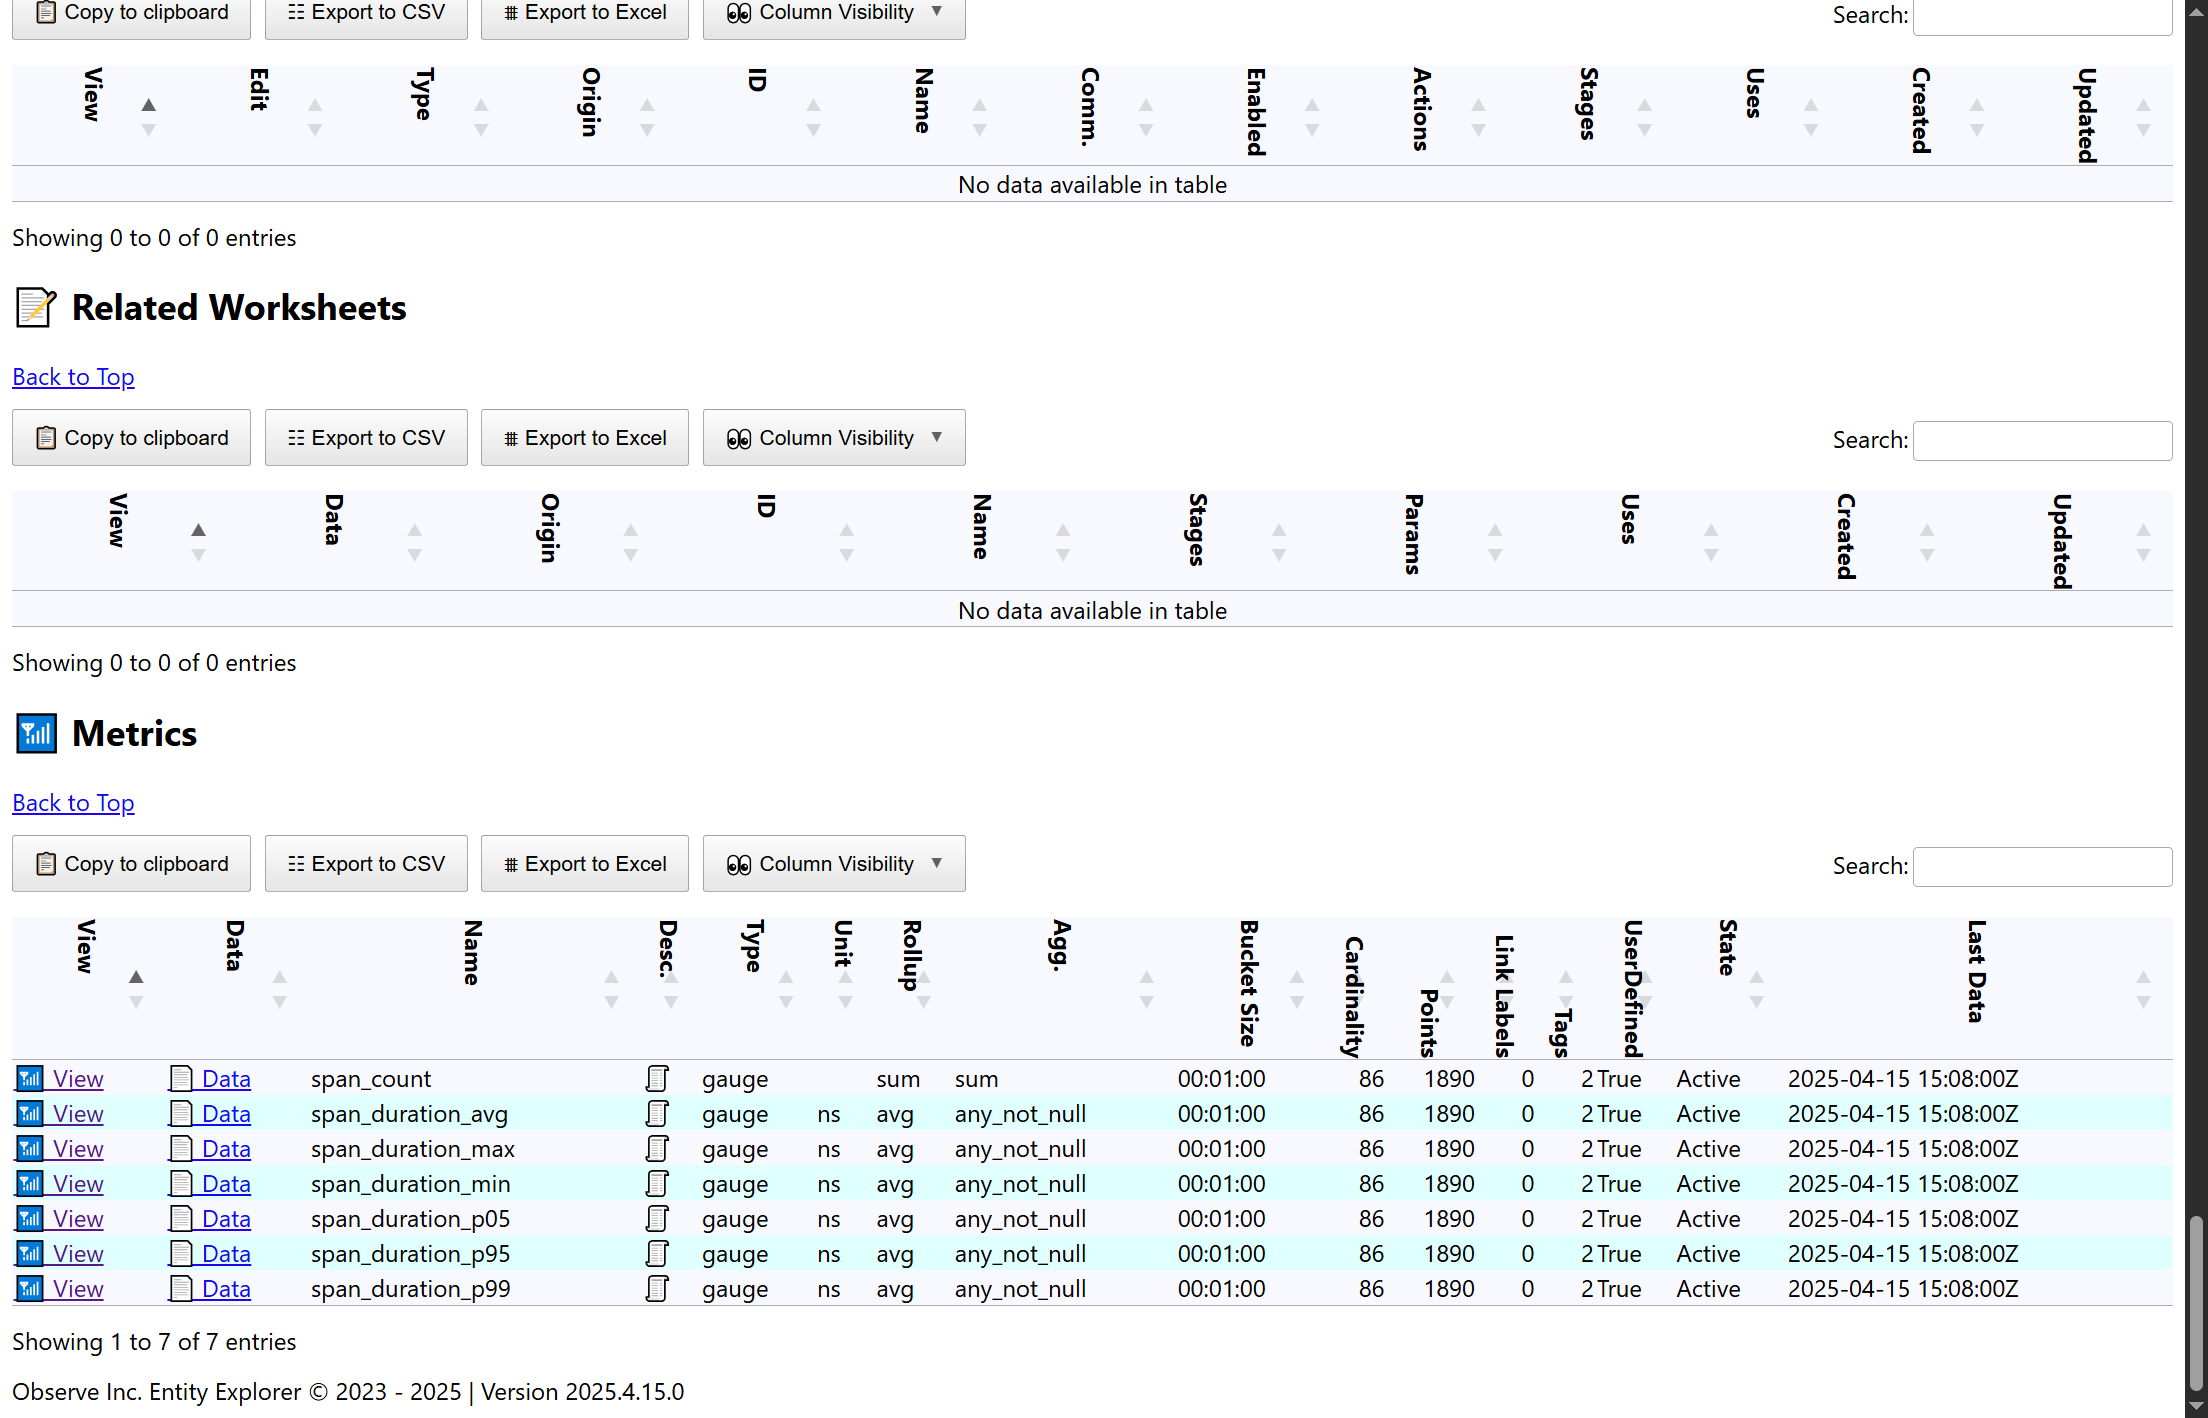 Copy to clipboard Export to CSV Export to Excel Column Visibility ▼ Search:
View Edit Type Origin ID Name Comm. Enabled Actions Stages Uses Created Updated
No data available in table
Showing 0 to 0 of 0 entries
Related Worksheets
Back to Top
Copy to clipboard Export to CSV Export to Excel Column Visibility ▼ Search:
View Data Origin ID Name Stages Params Uses Created Updated
No data available in table
Showing 0 to 0 of 0 entries
Metrics
Back to Top
Copy to clipboard Export to CSV Export to Excel Column Visibility ▼ Search:
View Data Name Desc. Type Unit Rollup Agg. Bucket Size Cardinality Points Link Labels Tags UserDefined State Last Data
View Data span_count gauge sum sum 00:01:00 86 1890 0 2 True Active 2025-04-15 15:08:00Z
View Data span_duration_avg gauge ns avg any_not_null 00:01:00 86 1890 0 2 True Active 2025-04-15 15:08:00Z
View Data span_duration_max gauge ns avg any_not_null 00:01:00 86 1890 0 2 True Active 2025-04-15 15:08:00Z
View Data span_duration_min gauge ns avg any_not_null 00:01:00 86 1890 0 2 True Active 2025-04-15 15:08:00Z
View Data span_duration_p05 gauge ns avg any_not_null 00:01:00 86 1890 0 2 True Active 2025-04-15 15:08:00Z
View Data span_duration_p95 gauge ns avg any_not_null 00:01:00 86 1890 0 2 True Active 2025-04-15 15:08:00Z
View Data span_duration_p99 gauge ns avg any_not_null 00:01:00 86 1890 0 2 True Active 2025-04-15 15:08:00Z
Showing 1 to 7 of 7 entries
Observe Inc. Entity Explorer © 2023 - 2025 | Version 2025.4.15.0